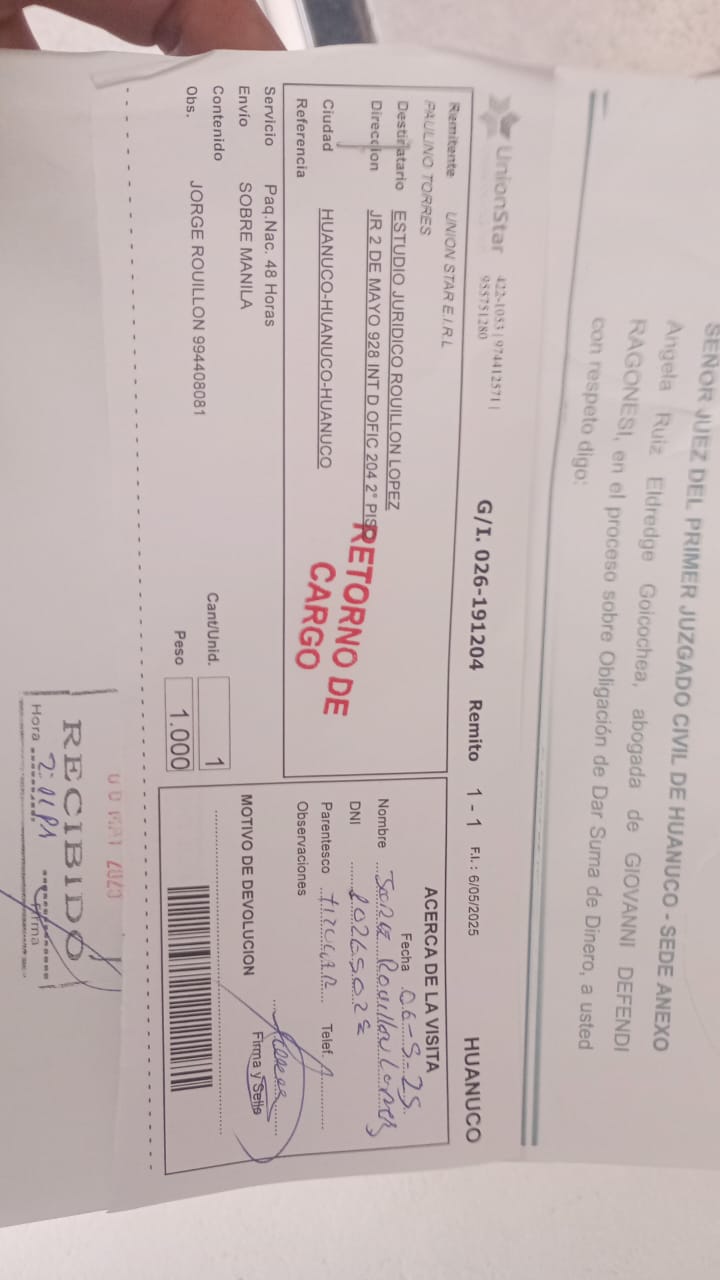 SEÑOR JUEZ DEL PRIMER JUZGADO CIVIL DE HUANUCO - SEDE ANEXO
Angela Ruiz Eldredge Goicochea, abogada de GIOVANNI DEFENDI
RAGONESI, en el proceso sobre Obligación de Dar Suma de Dinero, a usted
con respeto digo:
UnionStar 422-1053 | 974412571 |
955751280
G/I. 026-191204 Remito 1 - 1 F.I.: 6/05/2025 HUANUCO
Remitente UNION STAR E.I.R.L
PAULINO TORRES
Destinatario ESTUDIO JURIDICO ROUILLON LOPEZ
Direccion JR 2 DE MAYO 928 INT D OFIC 204 2° PISO
Ciudad HUANUCO-HUANUCO-HUANUCO
Referencia
RETORNO DE
CARGO
Servicio Paq.Nac. 48 Horas
Envio SOBRE MANILA
Contenido
Obs. JORGE ROUILLON 994408081
Cant/Unid. 1
Peso 1.000
ACERCA DE LA VISITA
Fecha 06-5-25
Nombre Jorge Rouillon Lopez
DNI
Parentesco TITULAR Telef.
Observaciones
MOTIVO DE DEVOLUCION
Firma y Sello
RECIBIDO
Hora
Firma